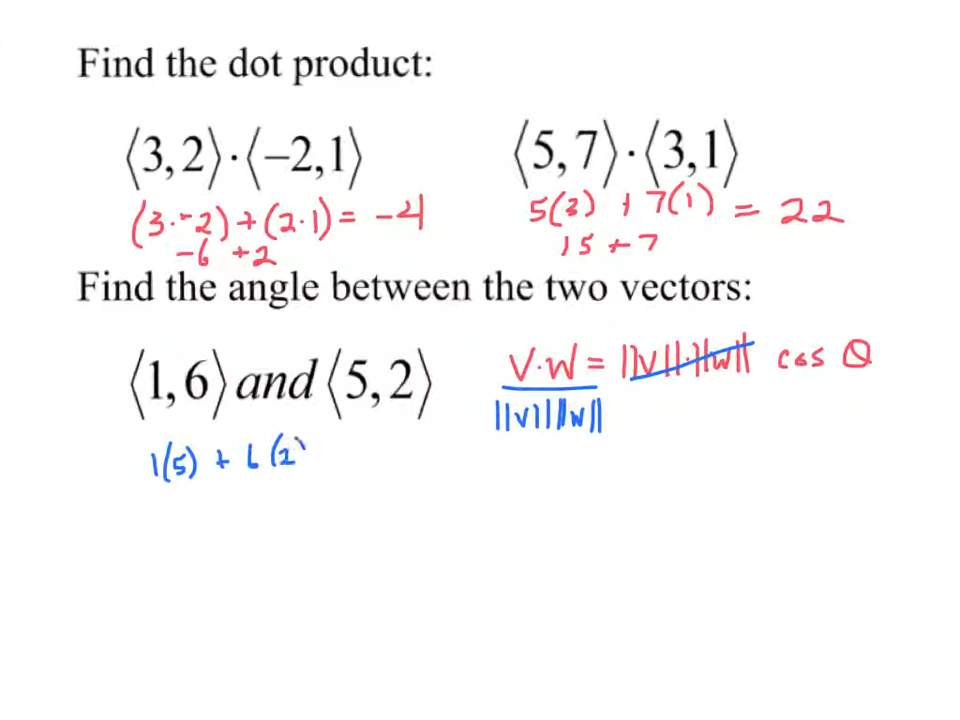 Find the dot product:
⟨3,2⟩·⟨−2,1⟩ ⟨5,7⟩·⟨3,1⟩
(3·-2)+(2·1)= -4 5(3) + 7(1) = 22
-6 +2 15 + 7
Find the angle between the two vectors:
⟨1,6⟩ and ⟨5,2⟩ V·W = ||V||·||W|| cos θ
||V|| ||W||
1(5) + 6(2)